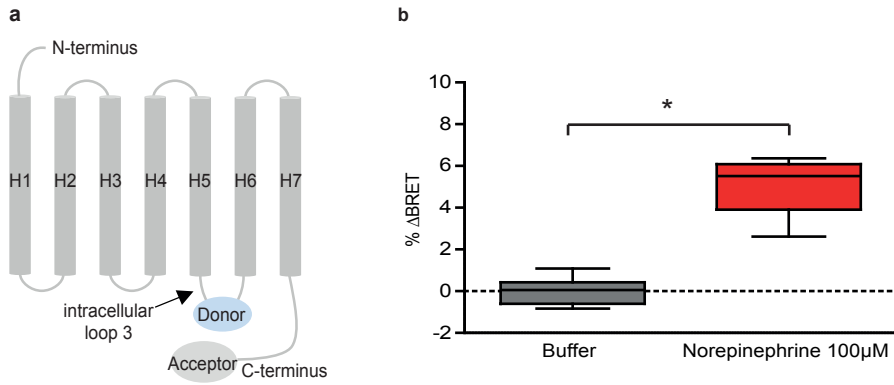 a
N-terminus
H1 H2 H3 H4 H5 H6 H7
intracellular
loop 3
Donor
Acceptor
C-terminus
b
% ΔBRET
10
8
6
4
2
0
-2
*
Buffer
Norepinephrine 100µM